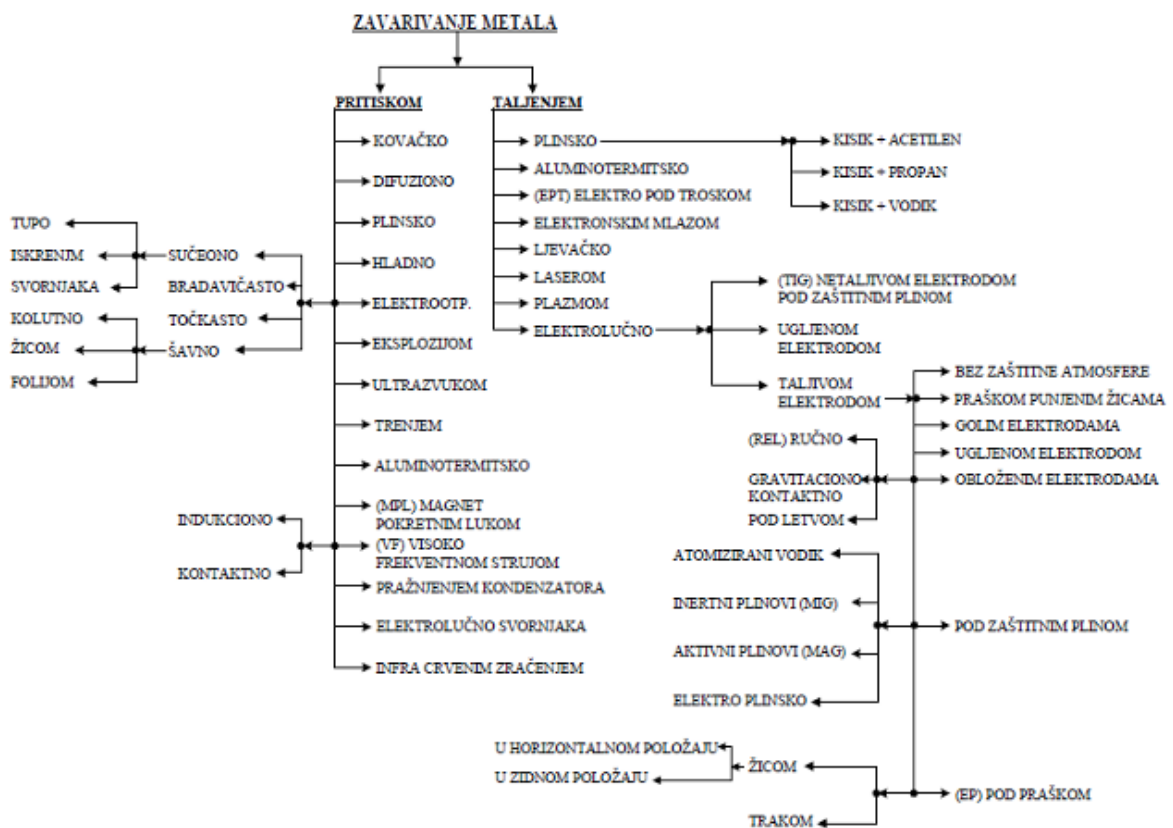 ZAVARIVANJE METALA
PRITISKOM
KOVAČKO
DIFUZIONO
PLINSKO
HLADNO
ELEKTROOTP.
EKSPLOZIJOM
ULTRAZVUKOM
TRENJEM
ALUMINOTERMITSKO
(MPL) MAGNET
POKRETNIM LUKOM
(VF) VISOKO
FREKVENTNOM STRUJOM
PRAŽNJENJEM KONDENZATORA
ELEKTROLUČNO SVORNJAKA
INFRA CRVENIM ZRAČENJEM
SUČEONO
BRADAVIČASTO
TOČKASTO
ŠAVNO
TUPO
ISKRENJM
SVORNJAKA
KOLUTNO
ŽICOM
FOLIJOM
INDUKCIONO
KONTAKTNO
TALJENJEM
PLINSKO
ALUMINOTERMITSKO
(EPT) ELEKTRO POD TROSKOM
ELEKTRONSKIM MLAZOM
LJEVAČKO
LASEROM
PLAZMOM
ELEKTROLUČNO
KISIK + ACETILEN
KISIK + PROPAN
KISIK + VODIK
(TIG) NETALJIVOM ELEKTRODOM
POD ZAŠTITNIM PLINOM
UGLJENOM
ELEKTRODOM
TALJIVOM
ELEKTRODOM
BEZ ZAŠTITNE ATMOSFERE
PRAŠKOM PUNJENIM ŽICAMA
GOLIM ELEKTRODAMA
UGLJENOM ELEKTRODOM
OBLOŽENIM ELEKTRODAMA
(REL) RUČNO
GRAVITACIONO
KONTAKTNO
POD LETVOM
POD ZAŠTITNIM PLINOM
ATOMIZIRANI VODIK
INERTNI PLINOVI (MIG)
AKTIVNI PLINOVI (MAG)
ELEKTRO PLINSKO
(EP) POD PRAŠKOM
ŽICOM
TRAKOM
U HORIZONTALNOM POLOŽAJU
U ZIDNOM POLOŽAJU